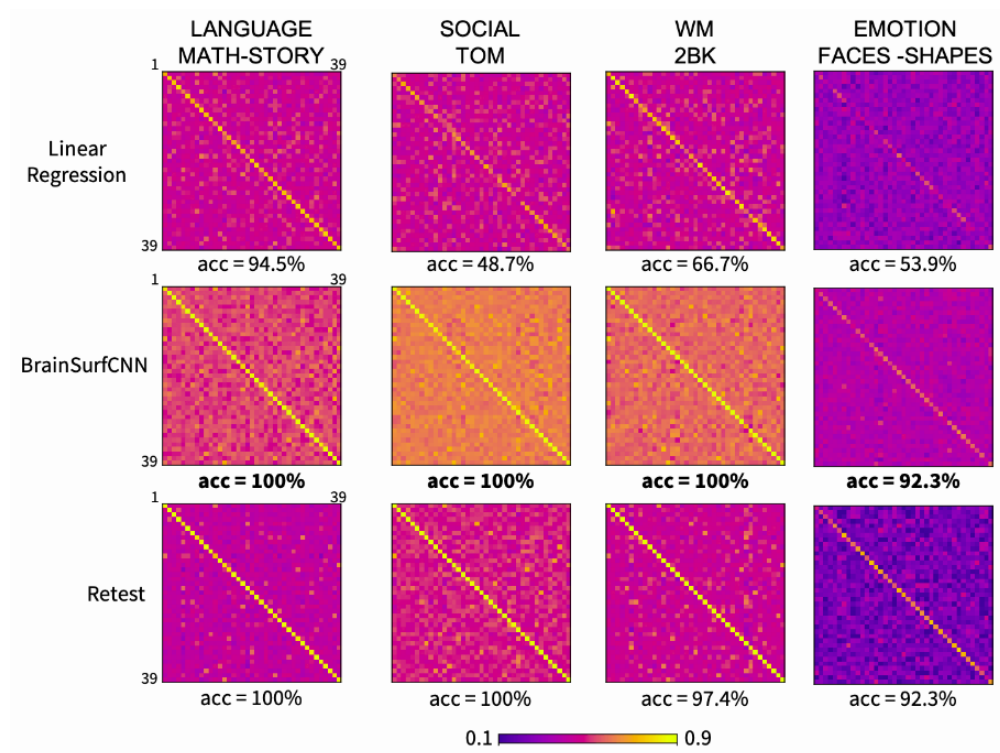 LANGUAGE
MATH-STORY
SOCIAL
TOM
WM
2BK
EMOTION
FACES -SHAPES
1
39
Linear
Regression
39
acc = 94.5%
acc = 48.7%
acc = 66.7%
acc = 53.9%
1
39
BrainSurfCNN
39
acc = 100%
acc = 100%
acc = 100%
acc = 92.3%
1
39
Retest
39
acc = 100%
acc = 100%
acc = 97.4%
acc = 92.3%
0.1
0.9